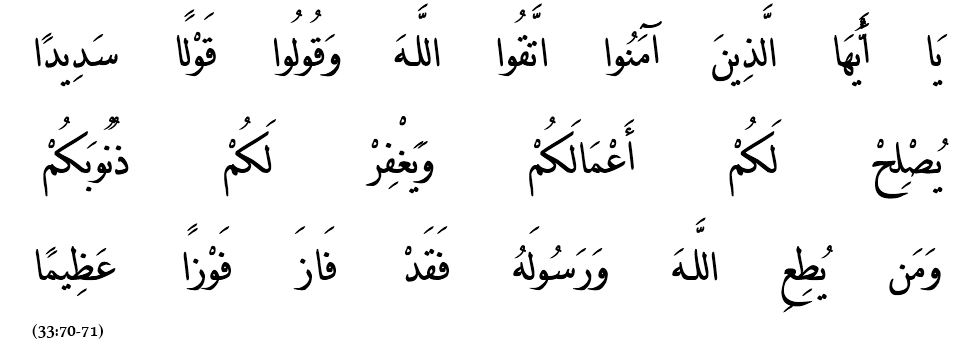 يَا أَيُّهَا الَّذِينَ آمَنُوا اتَّقُوا اللَّهَ وَقُولُوا قَوْلًا سَدِيدًا
يُصْلِحْ لَكُمْ أَعْمَالَكُمْ وَيَغْفِرْ لَكُمْ ذُنُوبَكُمْ
وَمَن يُطِعِ اللَّهَ وَرَسُولَهُ فَقَدْ فَازَ فَوْزًا عَظِيمًا
(33:70-71)